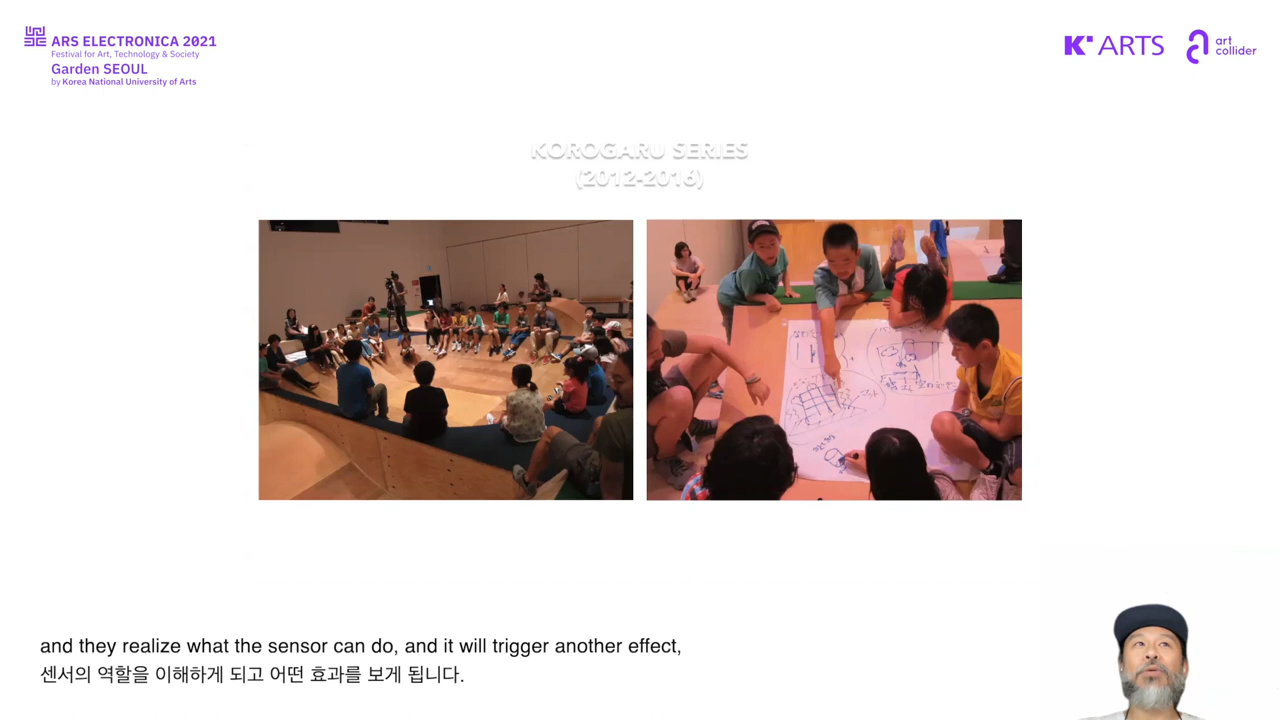 ARS ELECTRONICA 2021
Festival for Art, Technology & Society
Garden SEOUL
by Korea National University of Arts
K ARTS
art
collider
KOROGARU SERIES
(2012-2016)
and they realize what the sensor can do, and it will trigger another effect,
센서의 역할을 이해하게 되고 어떤 효과를 보게 됩니다.